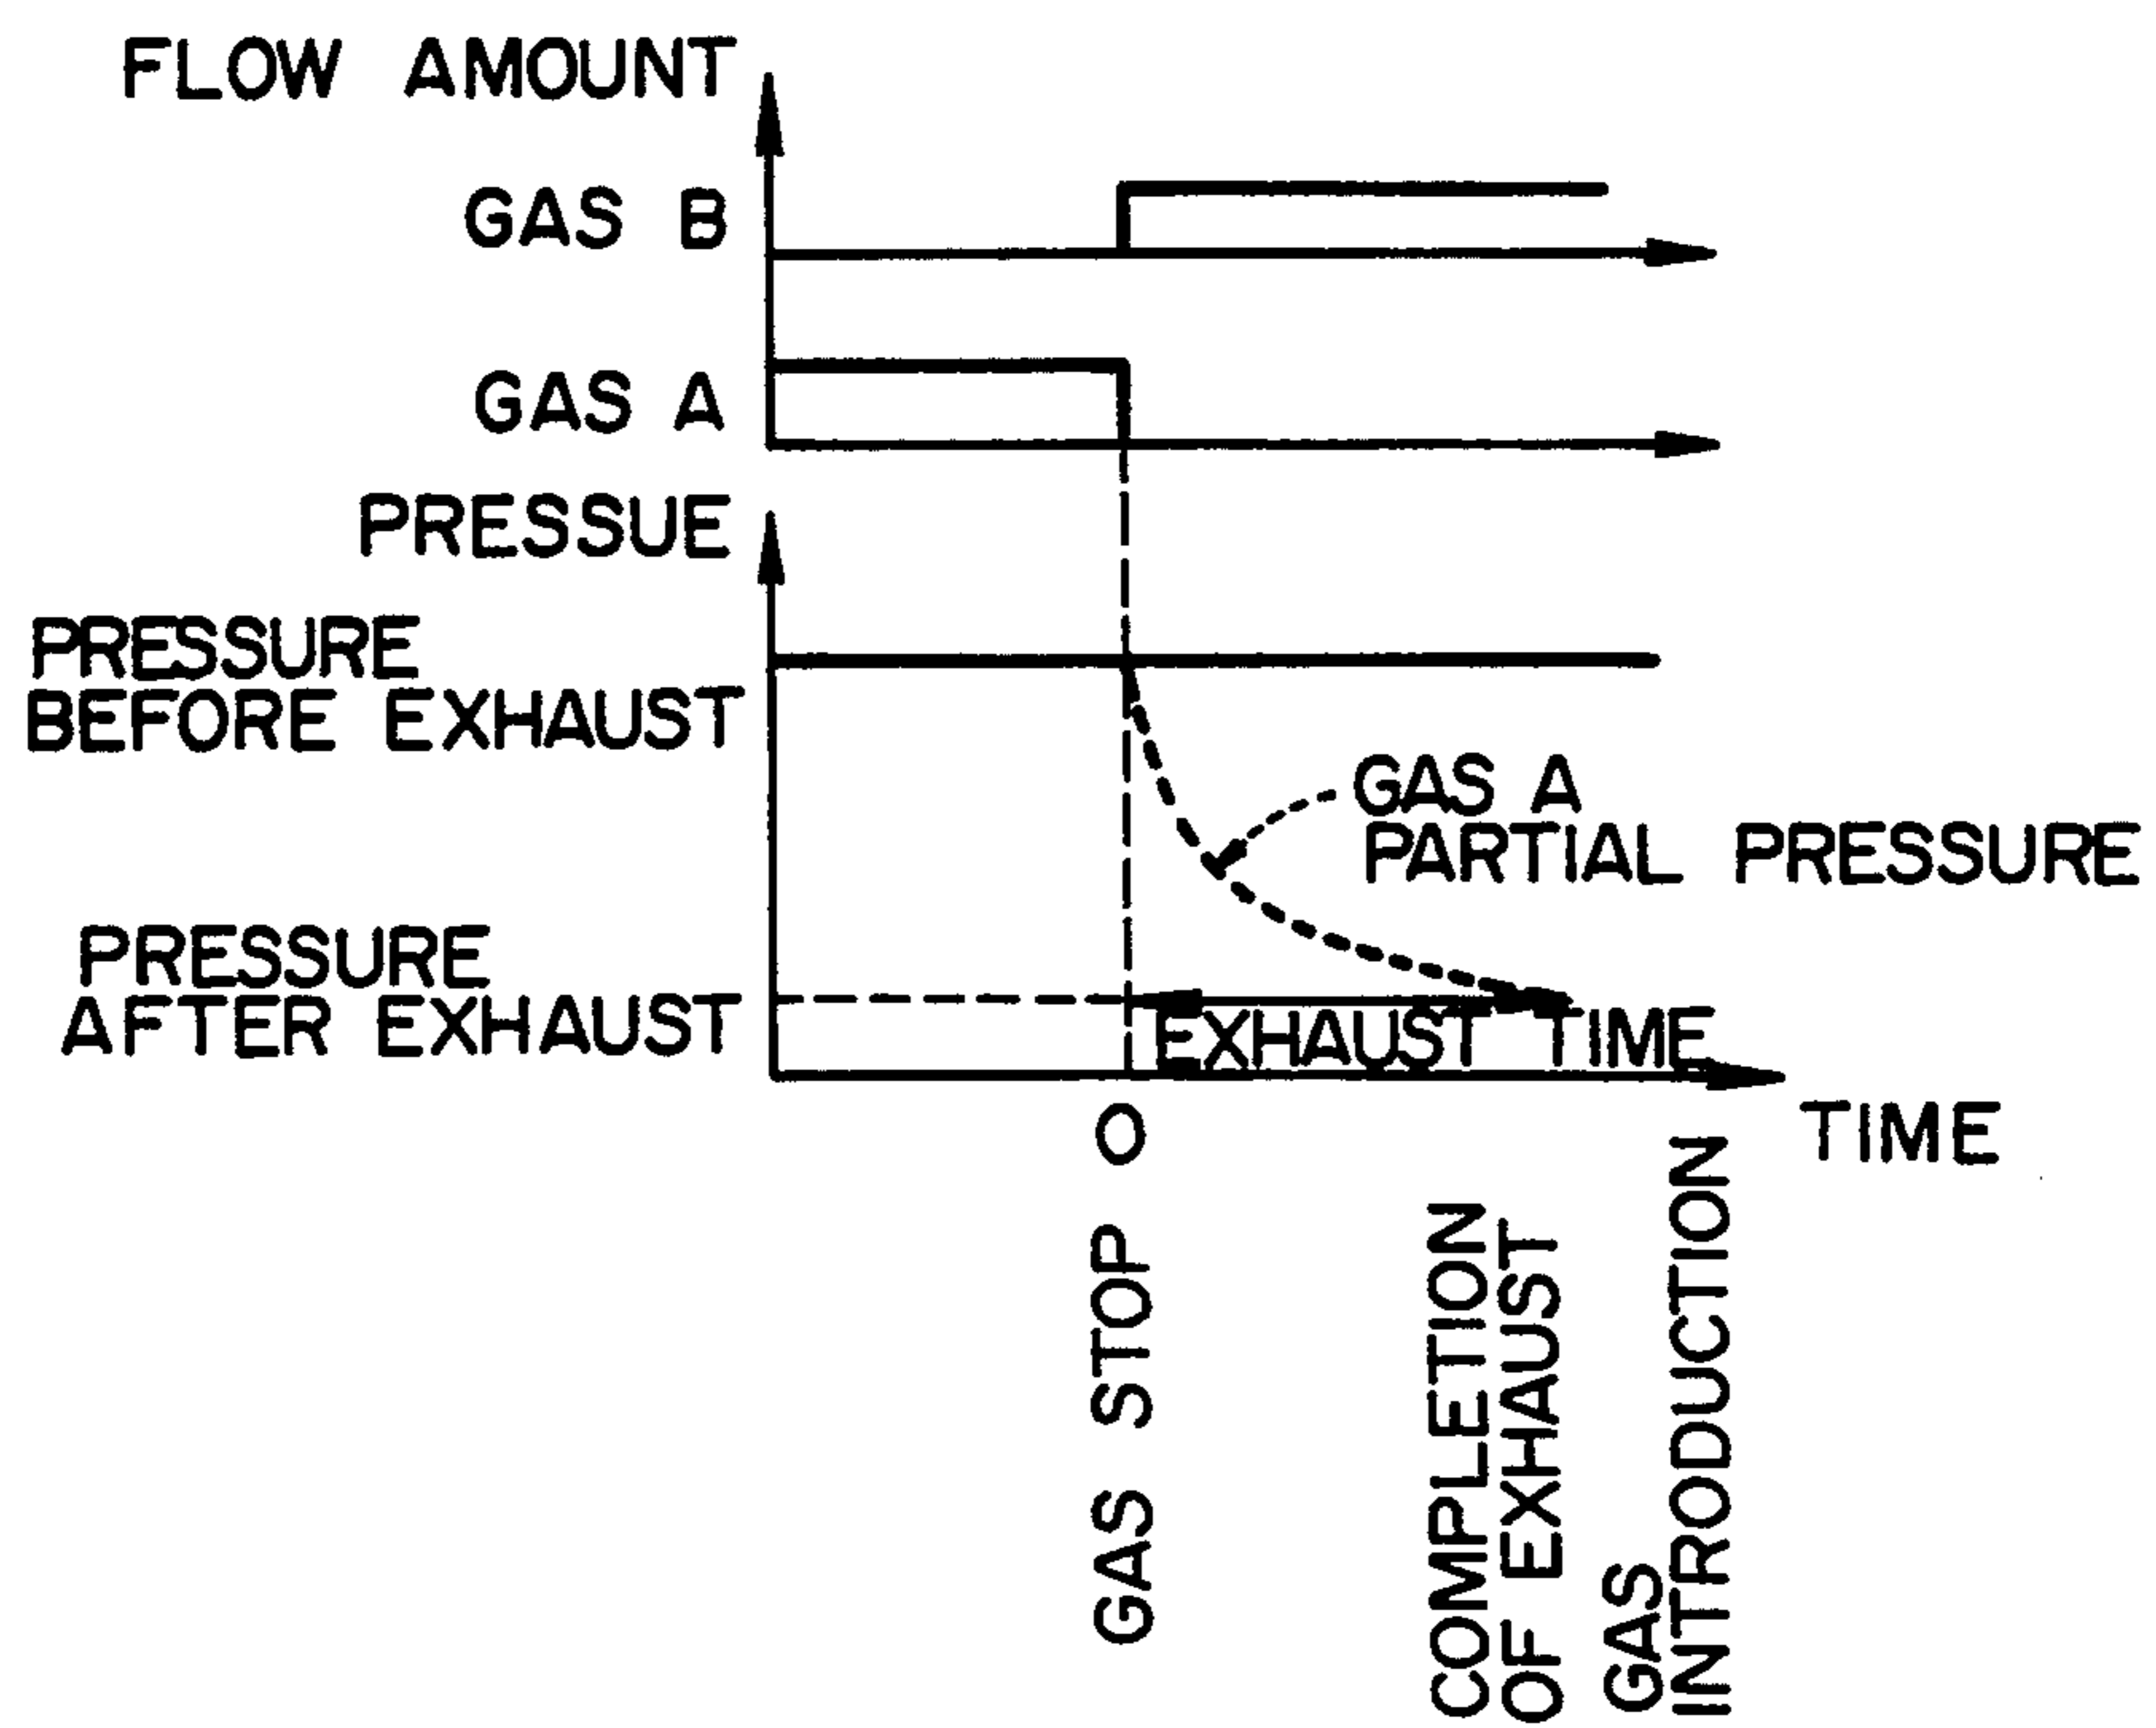 FLOW AMOUNT
GAS B
GAS A
PRESSUE
PRESSURE
BEFORE EXHAUST
GAS A
PARTIAL PRESSURE
PRESSURE
AFTER EXHAUST
EXHAUST TIME
TIME
O
GAS STOP
COMPLETION
OF EXHAUST
GAS
INTRODUCTION